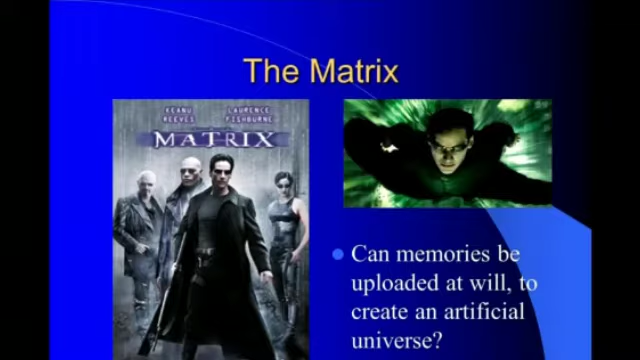 The Matrix
KEANU REEVES
LAURENCE FISHBURNE
MATRIX
Can memories be
uploaded at will, to
create an artificial
universe?